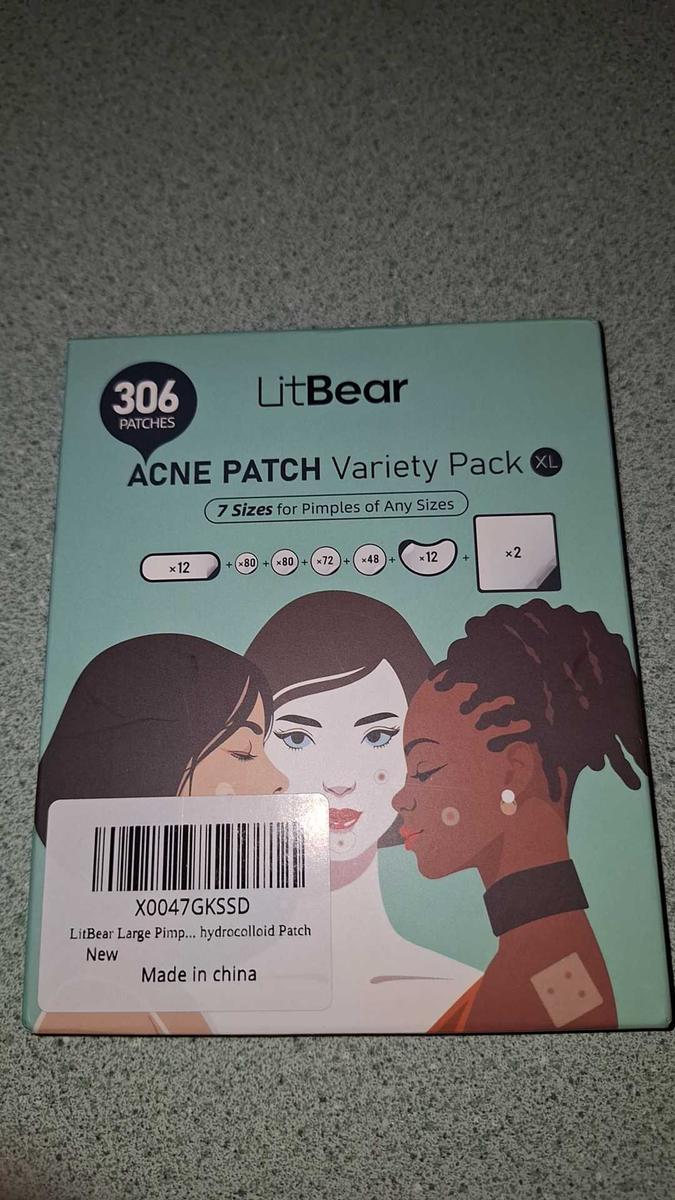 306
PATCHES
LitBear
ACNE PATCH Variety Pack XL
7 Sizes for Pimples of Any Sizes
×12 + ×80 + ×80 + ×72 + ×48 + ×12 + ×2
X0047GKSSD
LitBear Large Pimp... hydrocolloid Patch
New
Made in china